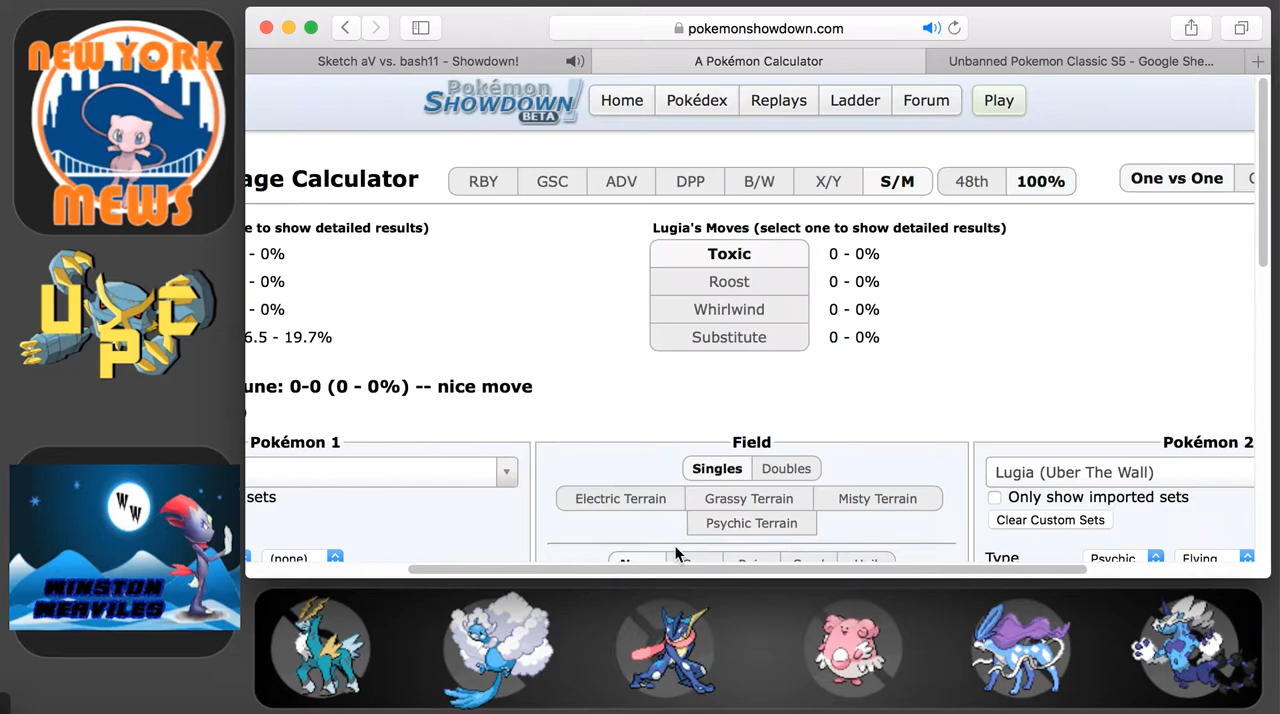 NEW YORK
MEWS
UPC
WW
WINSTON
WEAVILES
pokemonshowdown.com
Sketch aV vs. bash11 - Showdown!
A Pokémon Calculator
Unbanned Pokemon Classic S5 - Google She...
Pokémon
SHOWDOWN!
BETA
Home
Pokédex
Replays
Ladder
Forum
Play
age Calculator
RBY
GSC
ADV
DPP
B/W
X/Y
S/M
48th
100%
One vs One
e to show detailed results)
Lugia's Moves (select one to show detailed results)
- 0%
Toxic
0 - 0%
- 0%
Roost
0 - 0%
- 0%
Whirlwind
0 - 0%
6.5 - 19.7%
Substitute
0 - 0%
une: 0-0 (0 - 0%) -- nice move
Pokémon 1
Field
Pokémon 2
Singles
Doubles
Lugia (Uber The Wall)
sets
Electric Terrain
Grassy Terrain
Misty Terrain
Only show imported sets
Psychic Terrain
Clear Custom Sets
(none)
Type
Psychic
Flying